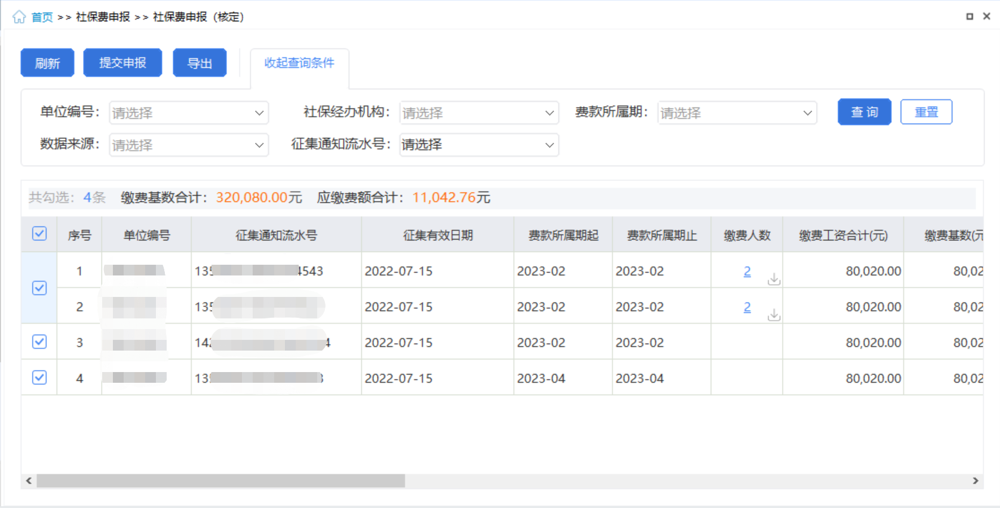 首页 >> 社保费申报 >> 社保费申报（核定）
刷新 提交申报 导出 收起查询条件
单位编号： 请选择 社保经办机构： 请选择 费款所属期： 请选择 查询 重置
数据来源： 请选择 征集通知流水号： 请选择
共勾选：4条 缴费基数合计：320,080.00元 应缴费额合计：11,042.76元
序号 单位编号 征集通知流水号 征集有效日期 费款所属期起 费款所属期止 缴费人数 缴费工资合计(元) 缴费基数(元
1 135 4543 2022-07-15 2023-02 2023-02 2 80,020.00 80,02
2 135 2022-07-15 2023-02 2023-02 2 80,020.00 80,02
3 14 4 2022-07-15 2023-02 2023-02 80,020.00 80,02
4 13 2022-07-15 2023-04 2023-04 80,020.00 80,02